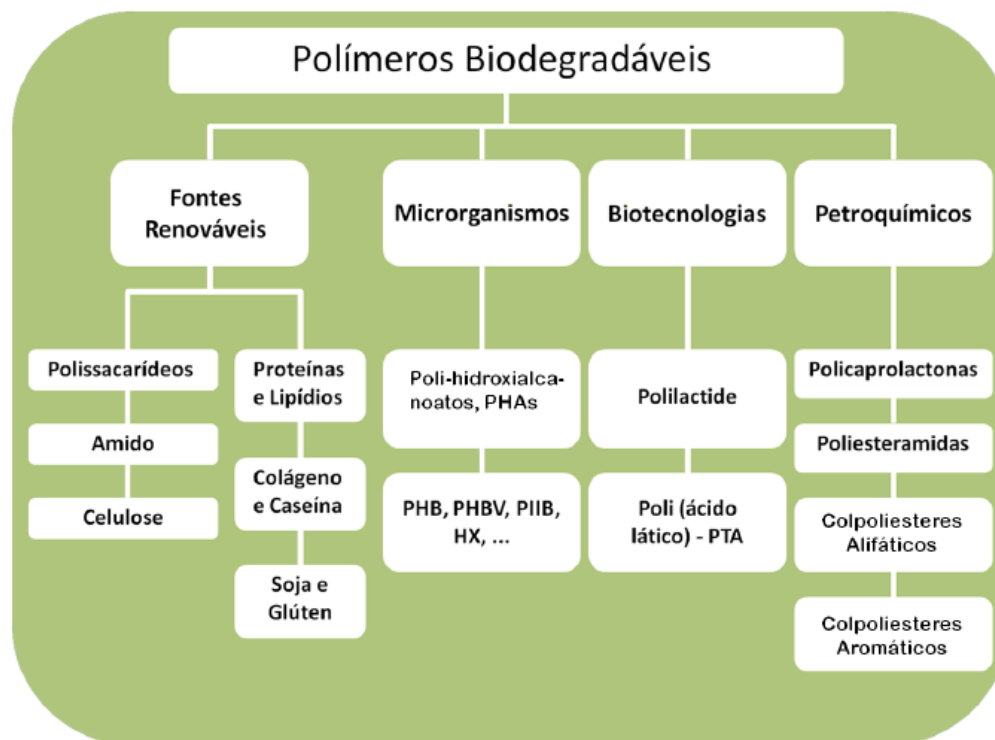 Polímeros Biodegradáveis
Fontes
Renováveis
Microrganismos
Biotecnologias
Petroquímicos
Polissacarídeos
Amido
Celulose
Proteínas
e Lipídios
Colágeno
e Caseína
Soja e
Glúten
Poli-hidroxialca-
noatos, PHAs
PHB, PHBV, PIIB,
HX, ...
Polilactide
Poli (ácido
lático) - PTA
Policaprolactonas
Poliesteramidas
Colpoliesteres
Alifáticos
Colpoliesteres
Aromáticos